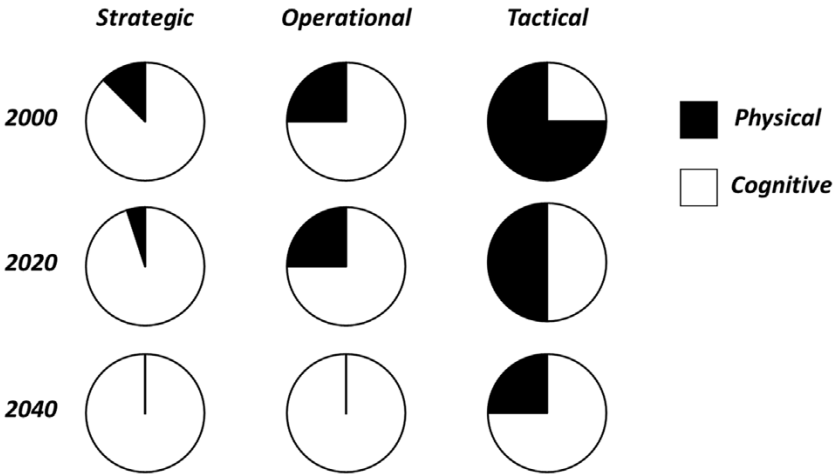 Strategic Operational Tactical
2000
Physical
Cognitive
2020
2040